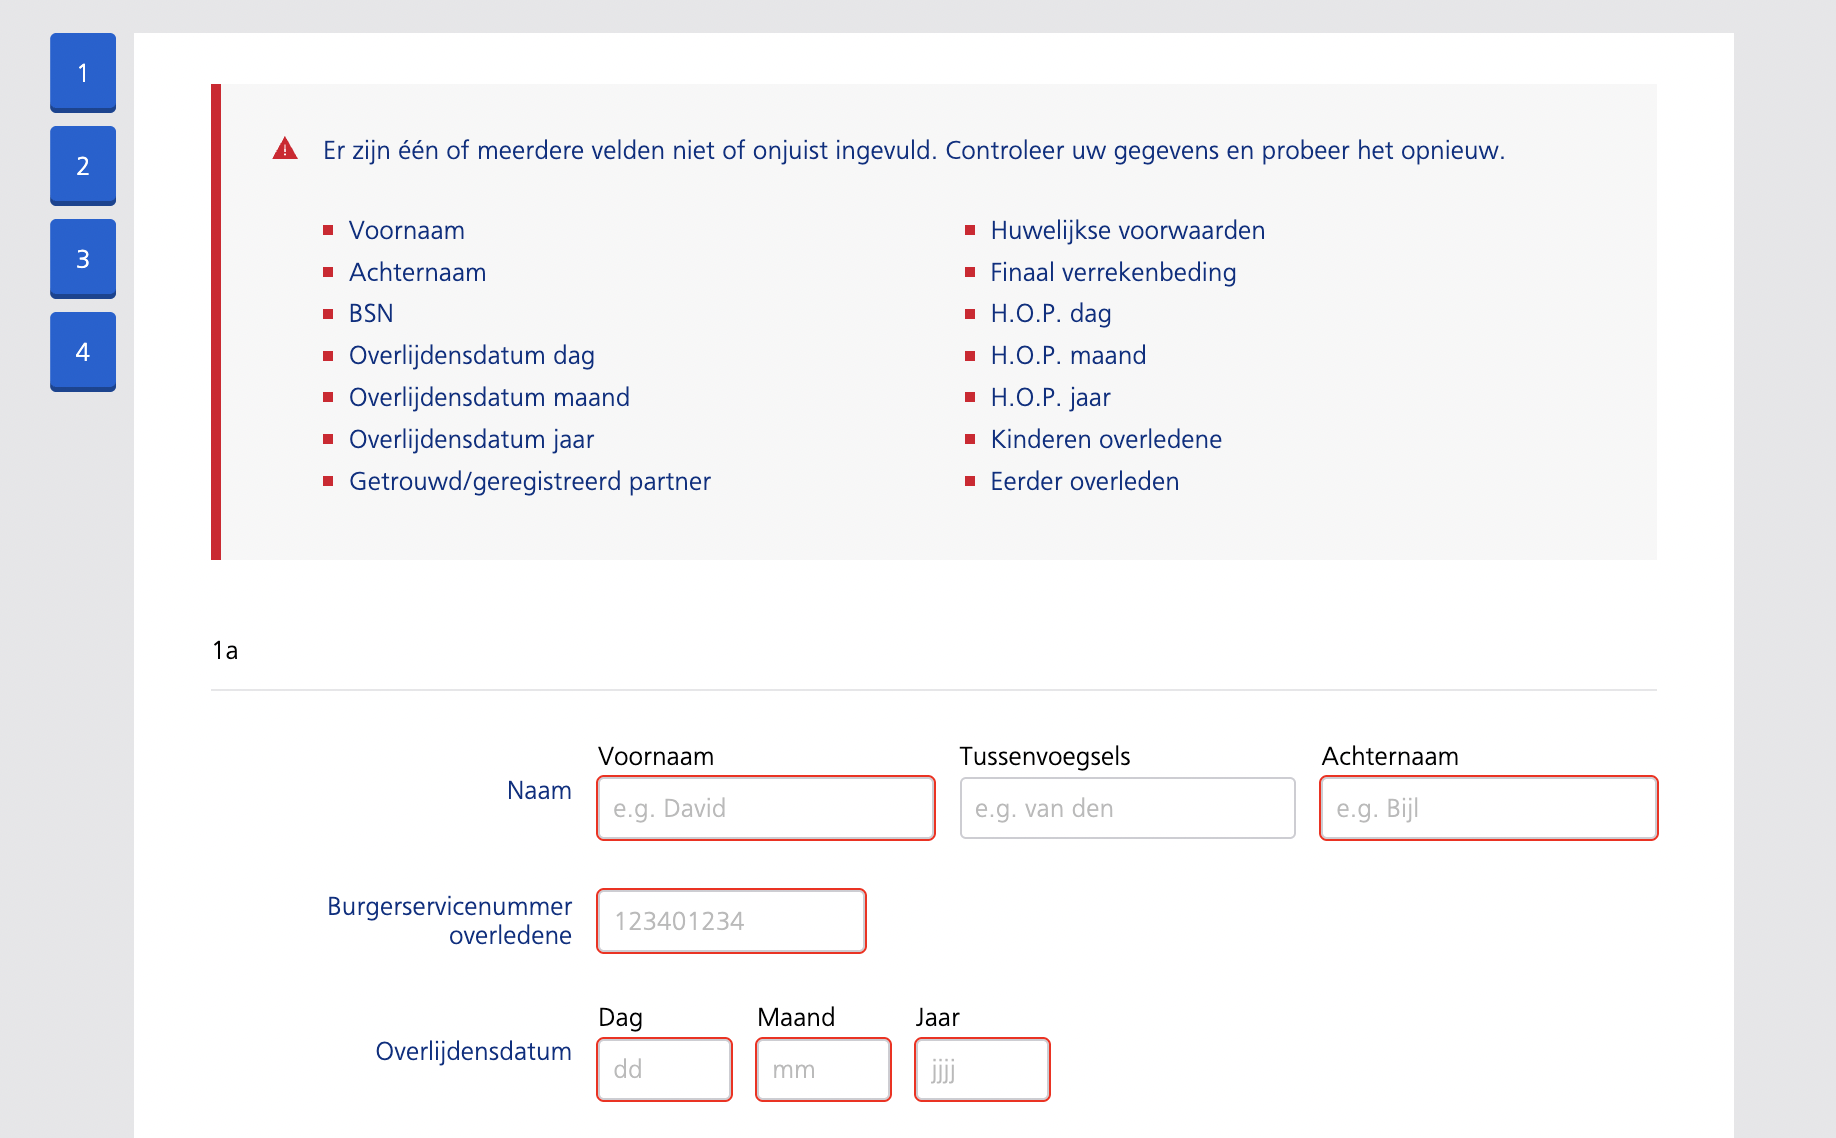 1
2
3
4
Er zijn één of meerdere velden niet of onjuist ingevuld. Controleer uw gegevens en probeer het opnieuw.
Voornaam
Achternaam
BSN
Overlijdensdatum dag
Overlijdensdatum maand
Overlijdensdatum jaar
Getrouwd/geregistreerd partner
Huwelijkse voorwaarden
Finaal verrekenbeding
H.O.P. dag
H.O.P. maand
H.O.P. jaar
Kinderen overledene
Eerder overleden
1a
Naam
Voornaam
e.g. David
Tussenvoegsels
e.g. van den
Achternaam
e.g. Bijl
Burgerservicenummer
overledene
123401234
Overlijdensdatum
Dag
dd
Maand
mm
Jaar
jjjj